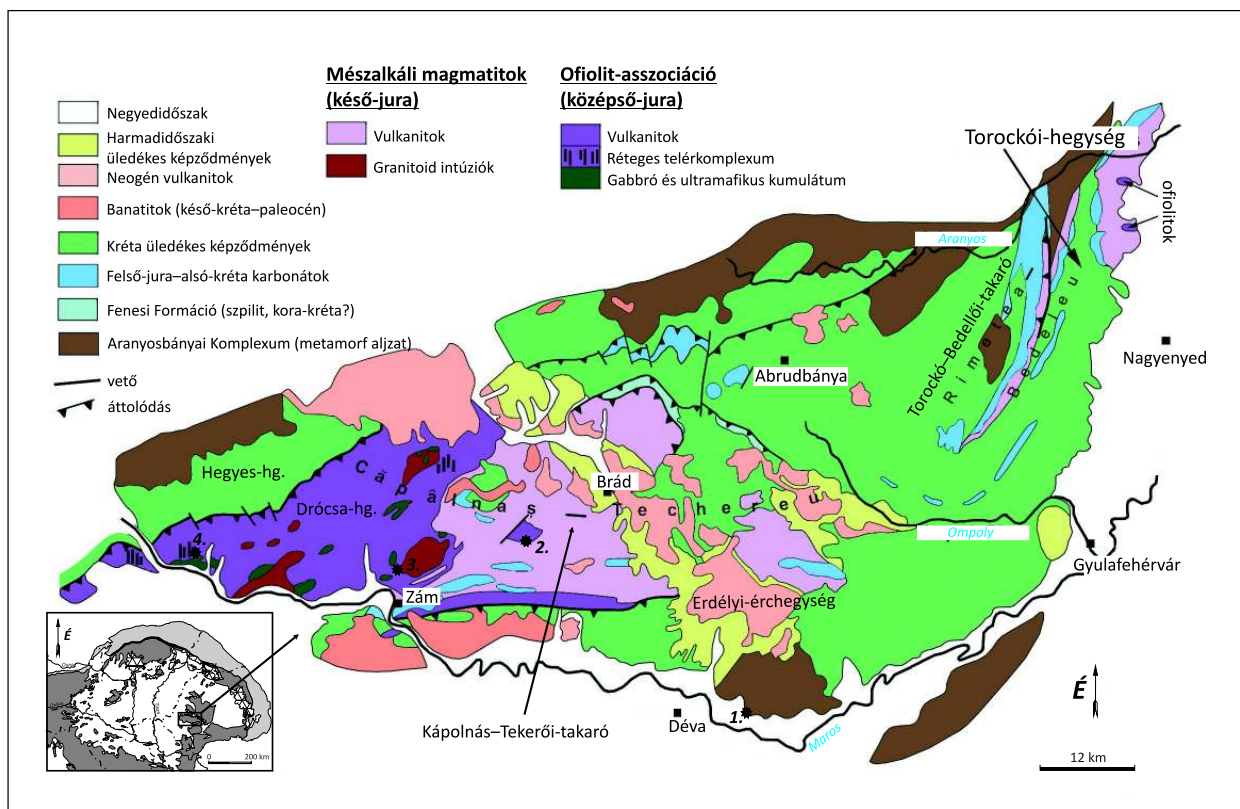 Mészalkáli magmatitok
(késő-jura)
Vulkanitok
Granitoid intúziók
Ofiolit-asszociáció
(középső-jura)
Vulkanitok
Réteges telérkomplexum
Gabbró és ultramafikus kumulátum
Negyedidőszak
Harmadidőszaki
üledékes képződmények
Neogén vulkanitok
Banatitok (késő-kréta–paleocén)
Kréta üledékes képződmények
Felső-jura–alsó-kréta karbonátok
Fenesi Formáció (szpilit, kora-kréta?)
Aranyosbányai Komplexum (metamorf aljzat)
vető
áttolódás
Torockói-hegység
ofiolitok
Aranyos
Torockó–Bedellői-takaró
Rimetea
Bedeleu
Nagyenyed
Abrudbánya
Hegyes-hg.
Drócsa-hg.
Căpâlnaș - Techereu
Brád
Ompoly
Gyulafehérvár
4.
3.
2.
Zám
Erdélyi-érchegység
É
0 200 km
Kápolnás–Tekerői-takaró
Déva
1.
Maros
É
12 km